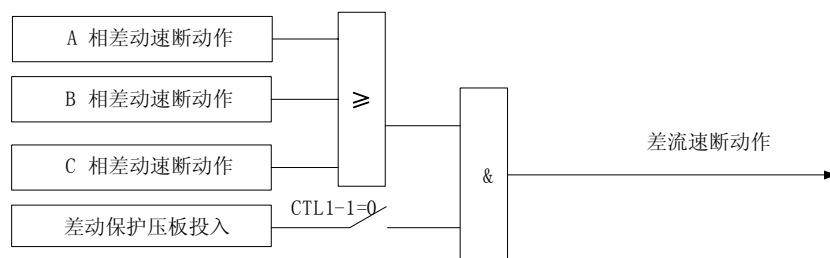 A 相差动速断动作
B 相差动速断动作
≥
差流速断动作
C 相差动速断动作
&
CTL1-1=0
差动保护压板投入